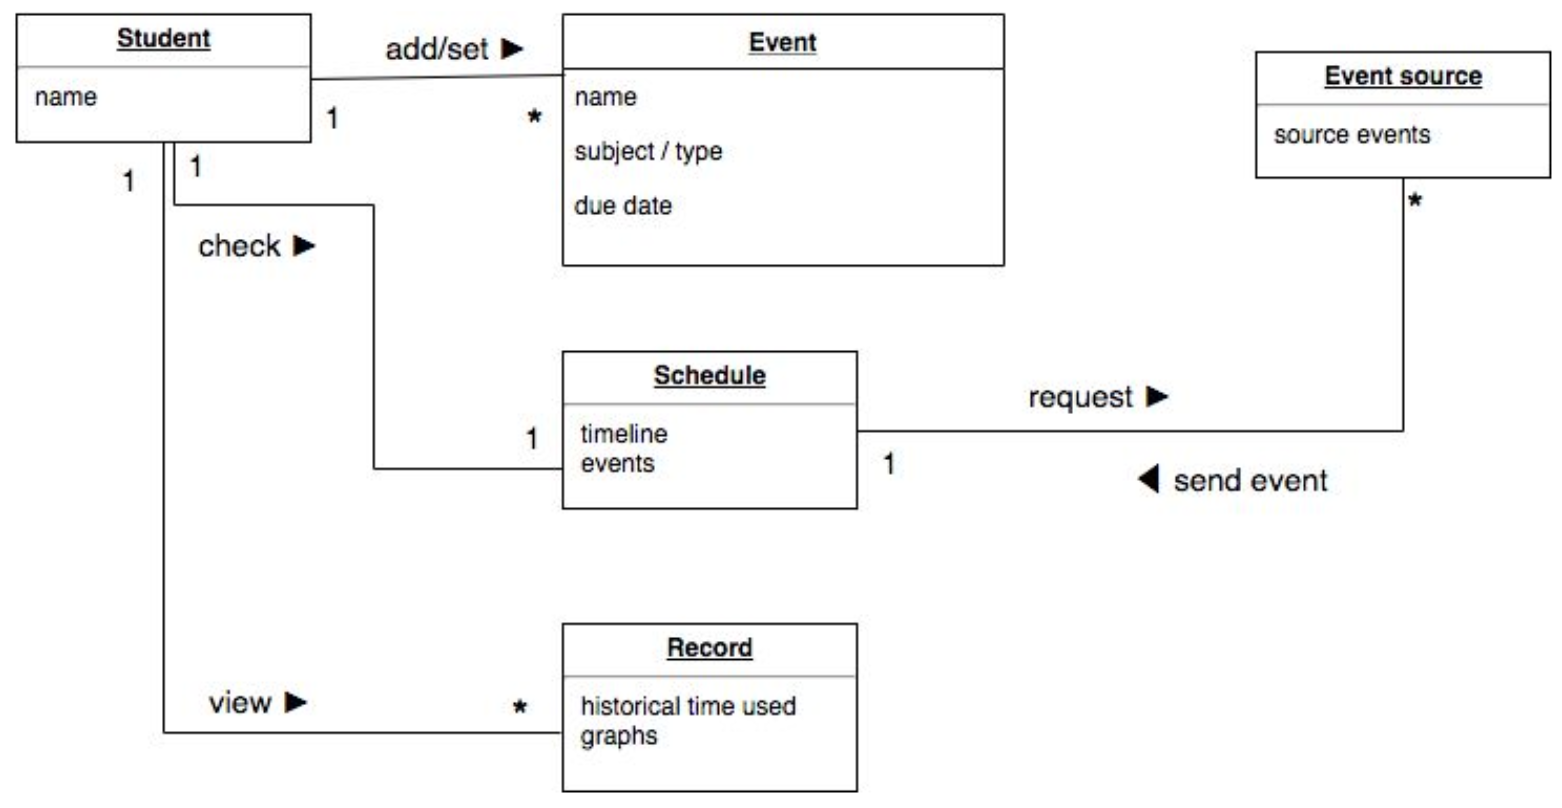 Student
name
add/set ►
1
*
Event
name
subject / type
due date
Event source
source events
*
1
1
check ►
1
Schedule
timeline
events
1
request ►
◄ send event
view ►
*
Record
historical time used
graphs